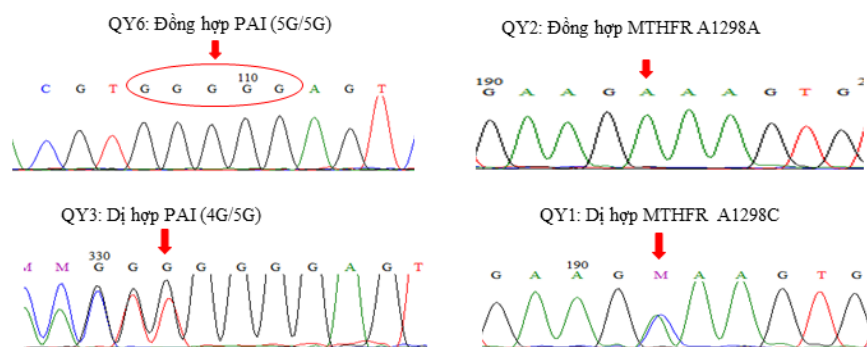 QY6: Đồng hợp PAI (5G/5G)
110
C G T G G G G G A G T
QY2: Đồng hợp MTHFR A1298A
190 2
G A A G A A A G T G
QY3: Dị hợp PAI (4G/5G)
330
M M G G G G G G G A G T
QY1: Dị hợp MTHFR A1298C
190
G A A G M A A G T G